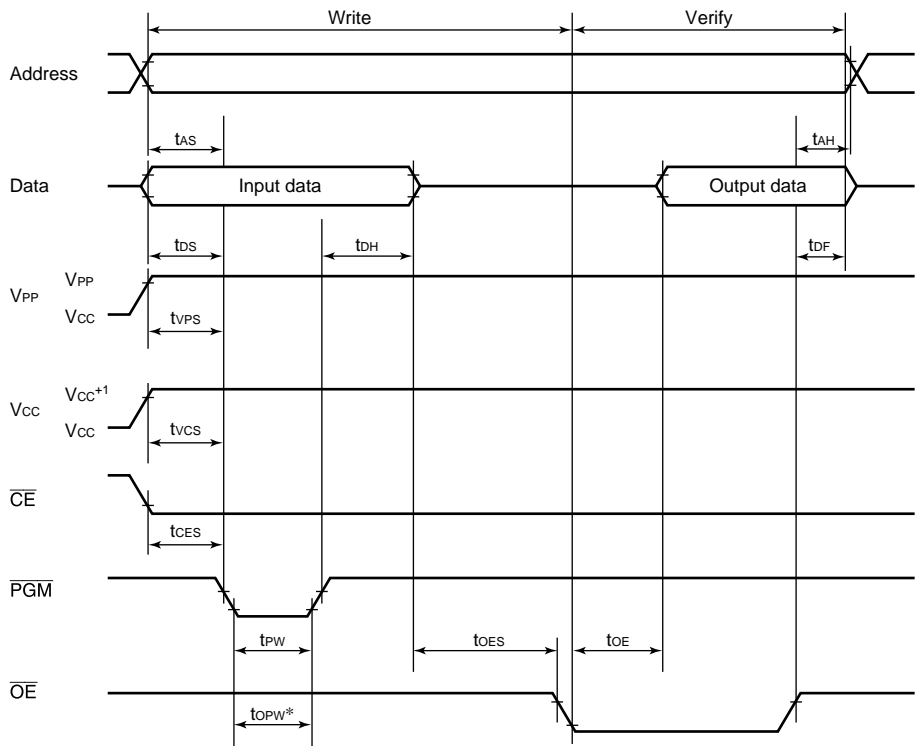 Write Verify
Address
tAS tAH
Data Input data Output data
tDS tDH tDF
VPP VPP
VCC
tVPS
VCC VCC+1
VCC
tVCS
CE
tCES
PGM
tPW tOES tOE
OE
tOPW*